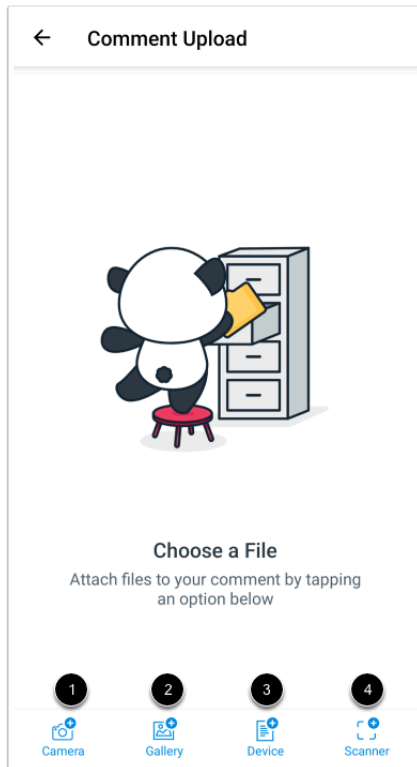 Comment Upload
Choose a File
Attach files to your comment by tapping
an option below
1 2 3 4
Camera Gallery Device Scanner